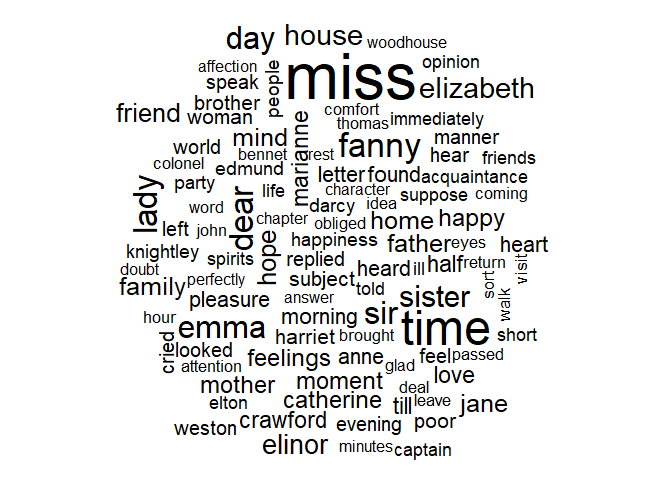 day house woodhouse
affection people miss opinion
speak elizabeth
brother comfort
friend woman thomas immediately
world mind marianne fanny manner
colonel bennet rest hear friends
edmund letter found acquaintance
party life character suppose coming
lady word dear darcy idea
left john chapter obliged home happy
knightley hope happiness father eyes heart
doubt spirits replied heard ill half return visit
family perfectly subject told sort
pleasure answer sister walk
hour morning sir time
emma harriet brought short
cried looked feelings anne feel passed
attention glad
mother moment deal love
elton catherine till leave jane
weston crawford evening poor
elinor minutes captain